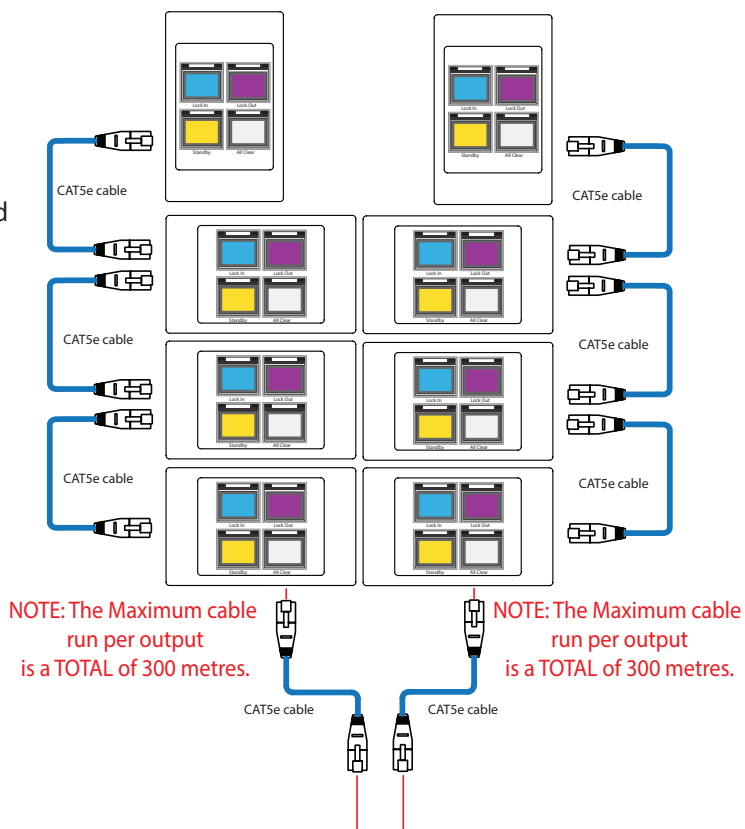 Lock In Lock Out
Standby All Clear
Lock In Lock Out
Standby All Clear
CAT5e cable
CAT5e cable
d
Lock In Lock Out
Standby All Clear
Lock In Lock Out
Standby All Clear
CAT5e cable
CAT5e cable
Lock In Lock Out
Standby All Clear
Lock In Lock Out
Standby All Clear
CAT5e cable
CAT5e cable
Lock In Lock Out
Standby All Clear
Lock In Lock Out
Standby All Clear
NOTE: The Maximum cable
run per output
is a TOTAL of 300 metres.
NOTE: The Maximum cable
run per output
is a TOTAL of 300 metres.
CAT5e cable
CAT5e cable